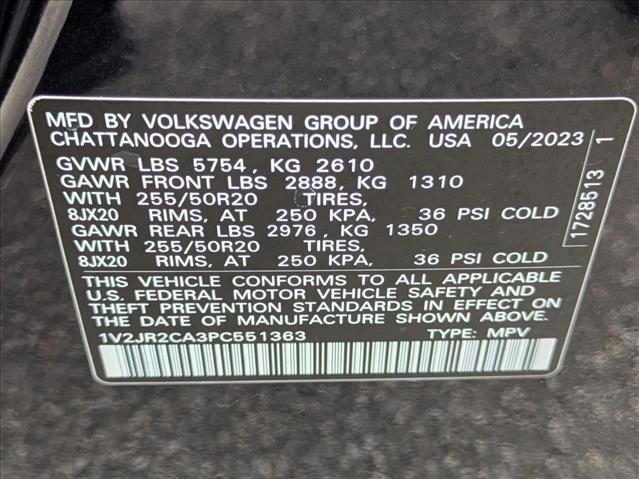 MFD BY VOLKSWAGEN GROUP OF AMERICA
CHATTANOOGA OPERATIONS, LLC. USA 05/2023
GVWR LBS 5754, KG 2610
GAWR FRONT LBS 2888, KG 1310
WITH 255/50R20 TIRES,
8JX20 RIMS, AT 250 KPA, 36 PSI COLD
GAWR REAR LBS 2976, KG 1350
WITH 255/50R20 TIRES,
8JX20 RIMS, AT 250 KPA, 36 PSI COLD
THIS VEHICLE CONFORMS TO ALL APPLICABLE
U.S. FEDERAL MOTOR VEHICLE SAFETY AND
THEFT PREVENTION STANDARDS IN EFFECT ON
THE DATE OF MANUFACTURE SHOWN ABOVE.
1V2JR2CA3PC551363 TYPE: MPV
1728513 1